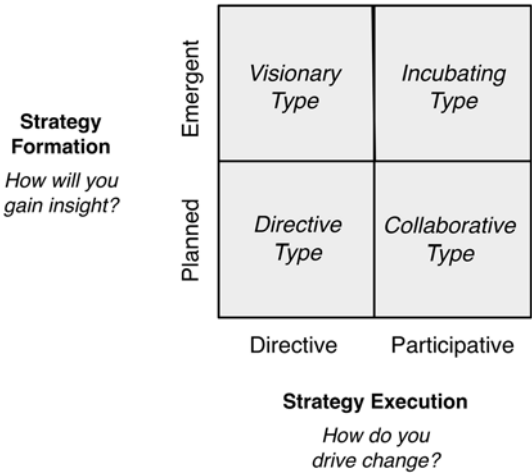 Strategy
Formation
How will you
gain insight?
Emergent
Planned
Visionary
Type
Incubating
Type
Directive
Type
Collaborative
Type
Directive
Participative
Strategy Execution
How do you
drive change?